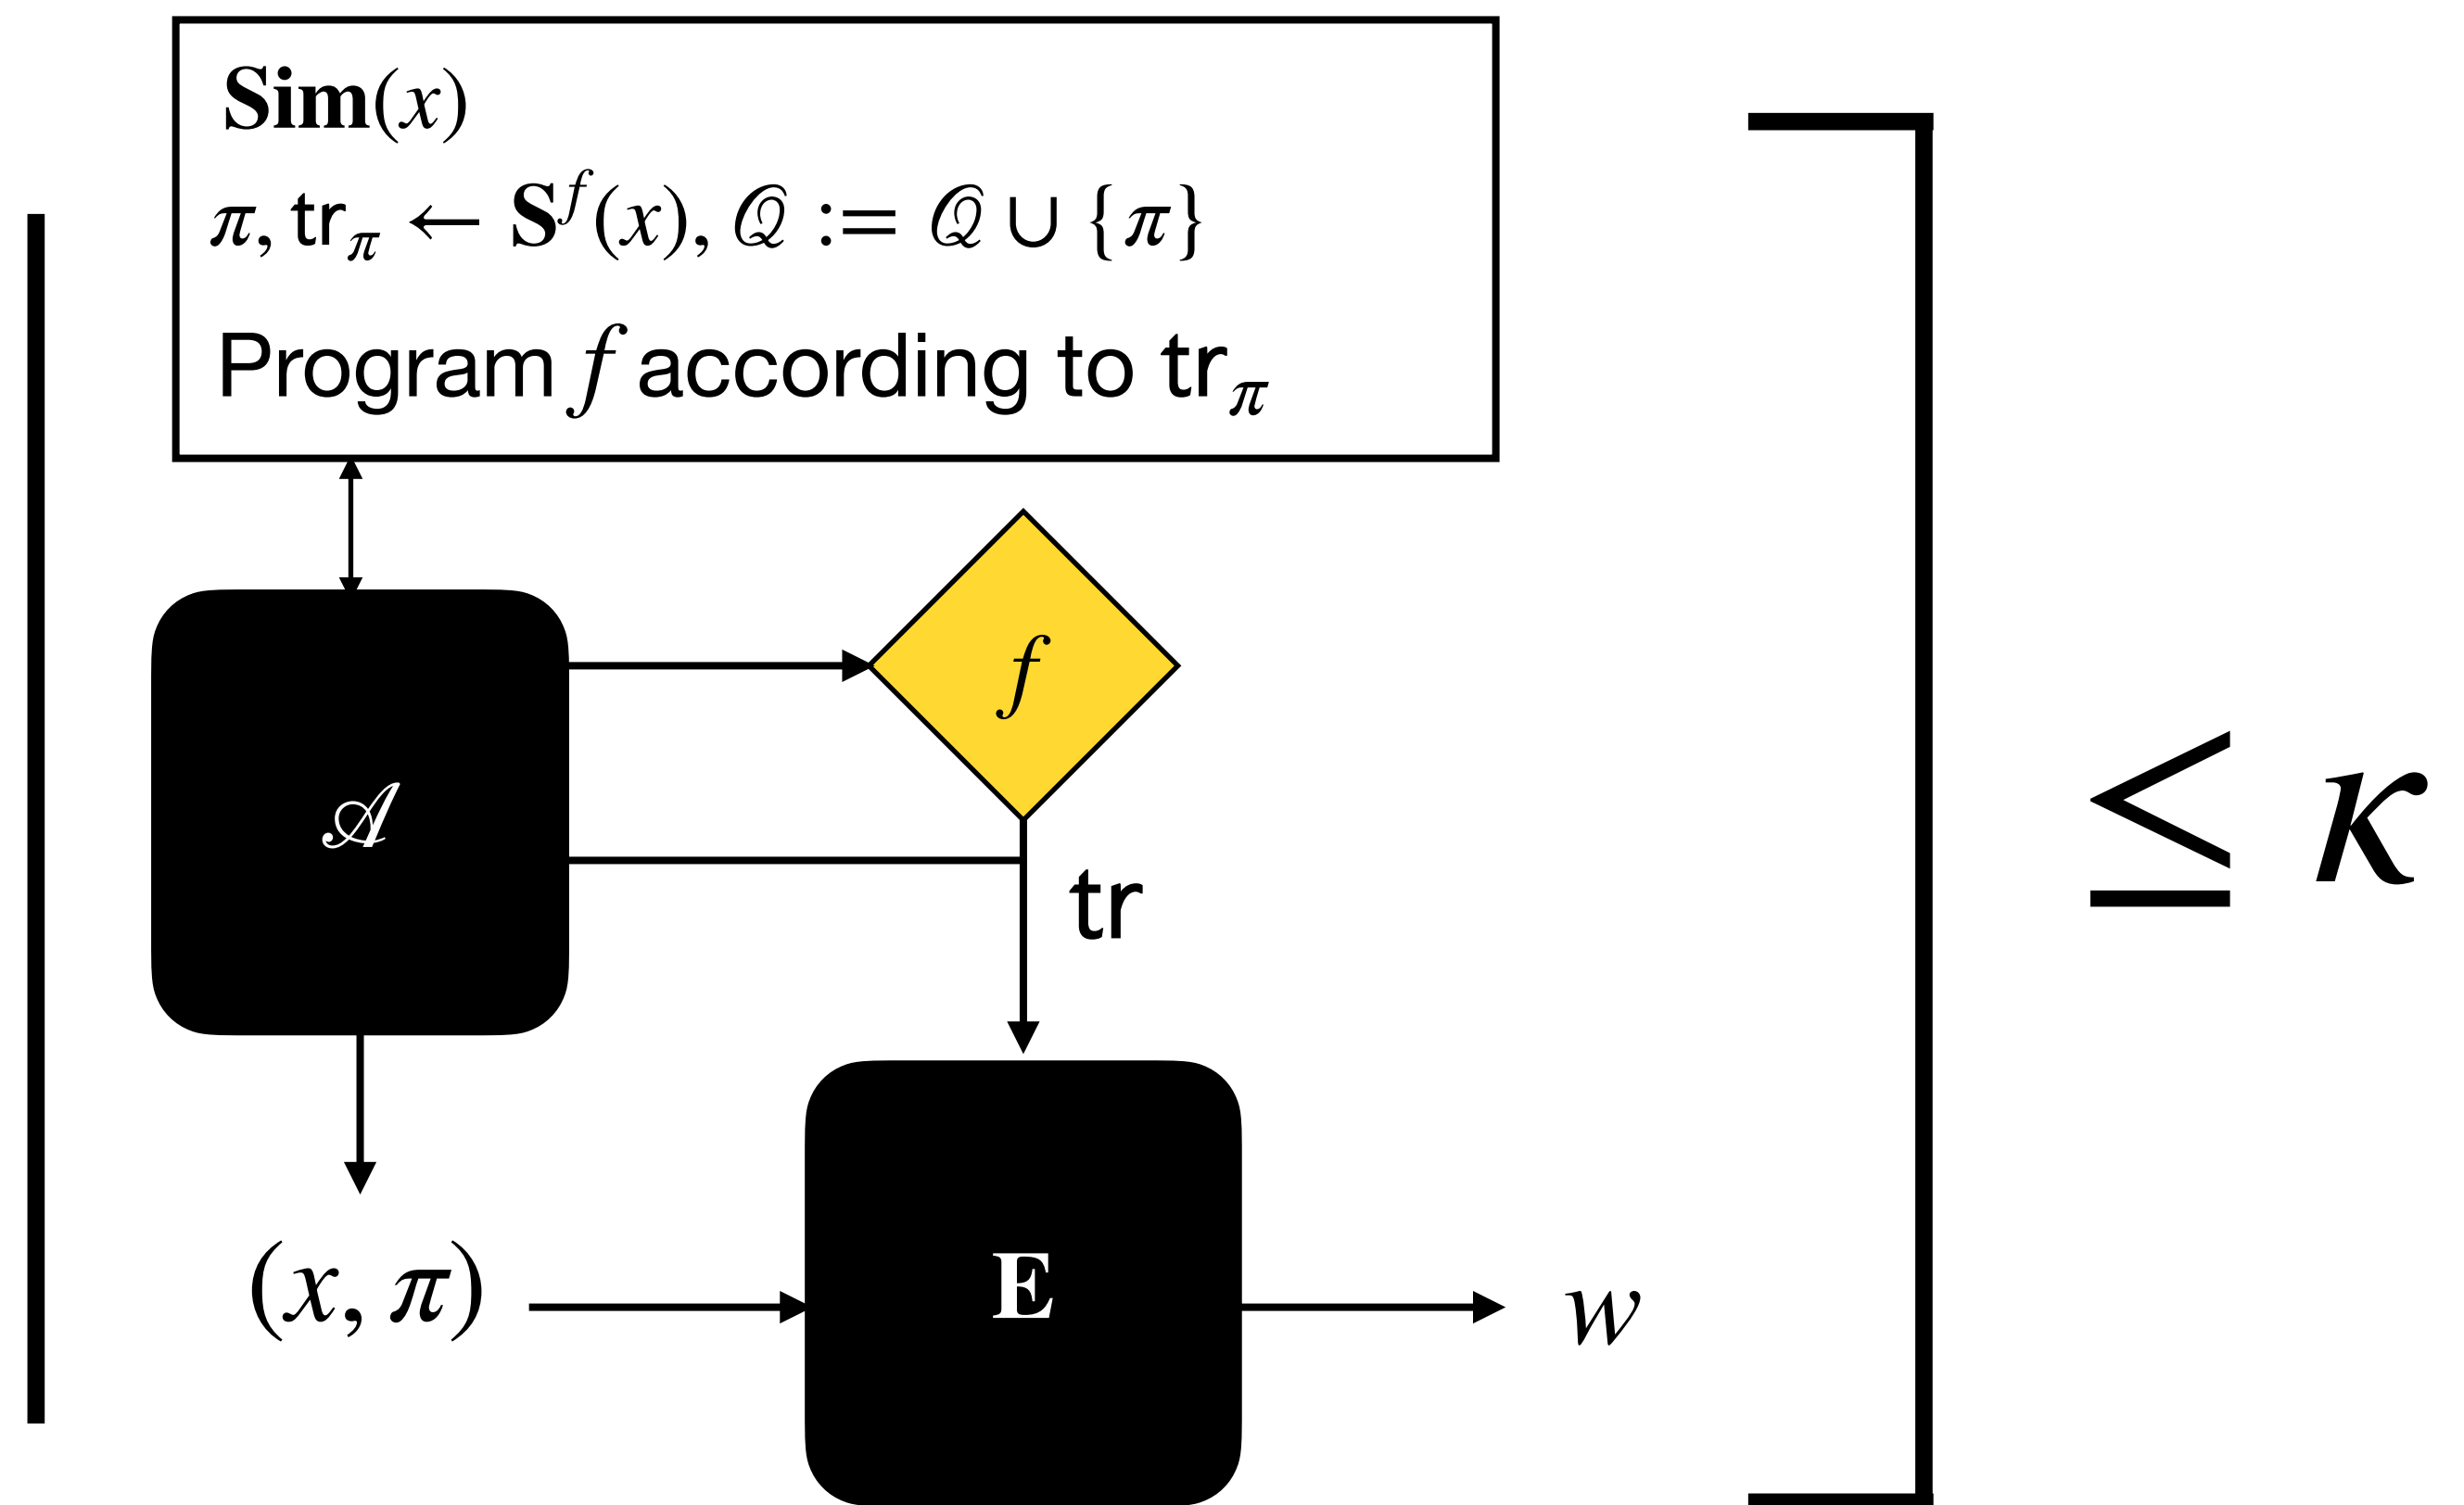 Sim(x)
π, tr_π ← S^f(x), 𝒬 := 𝒬 ∪ {π}
Program f according to tr_π
f
𝒜
≤ κ
tr
(x, π)
E
w